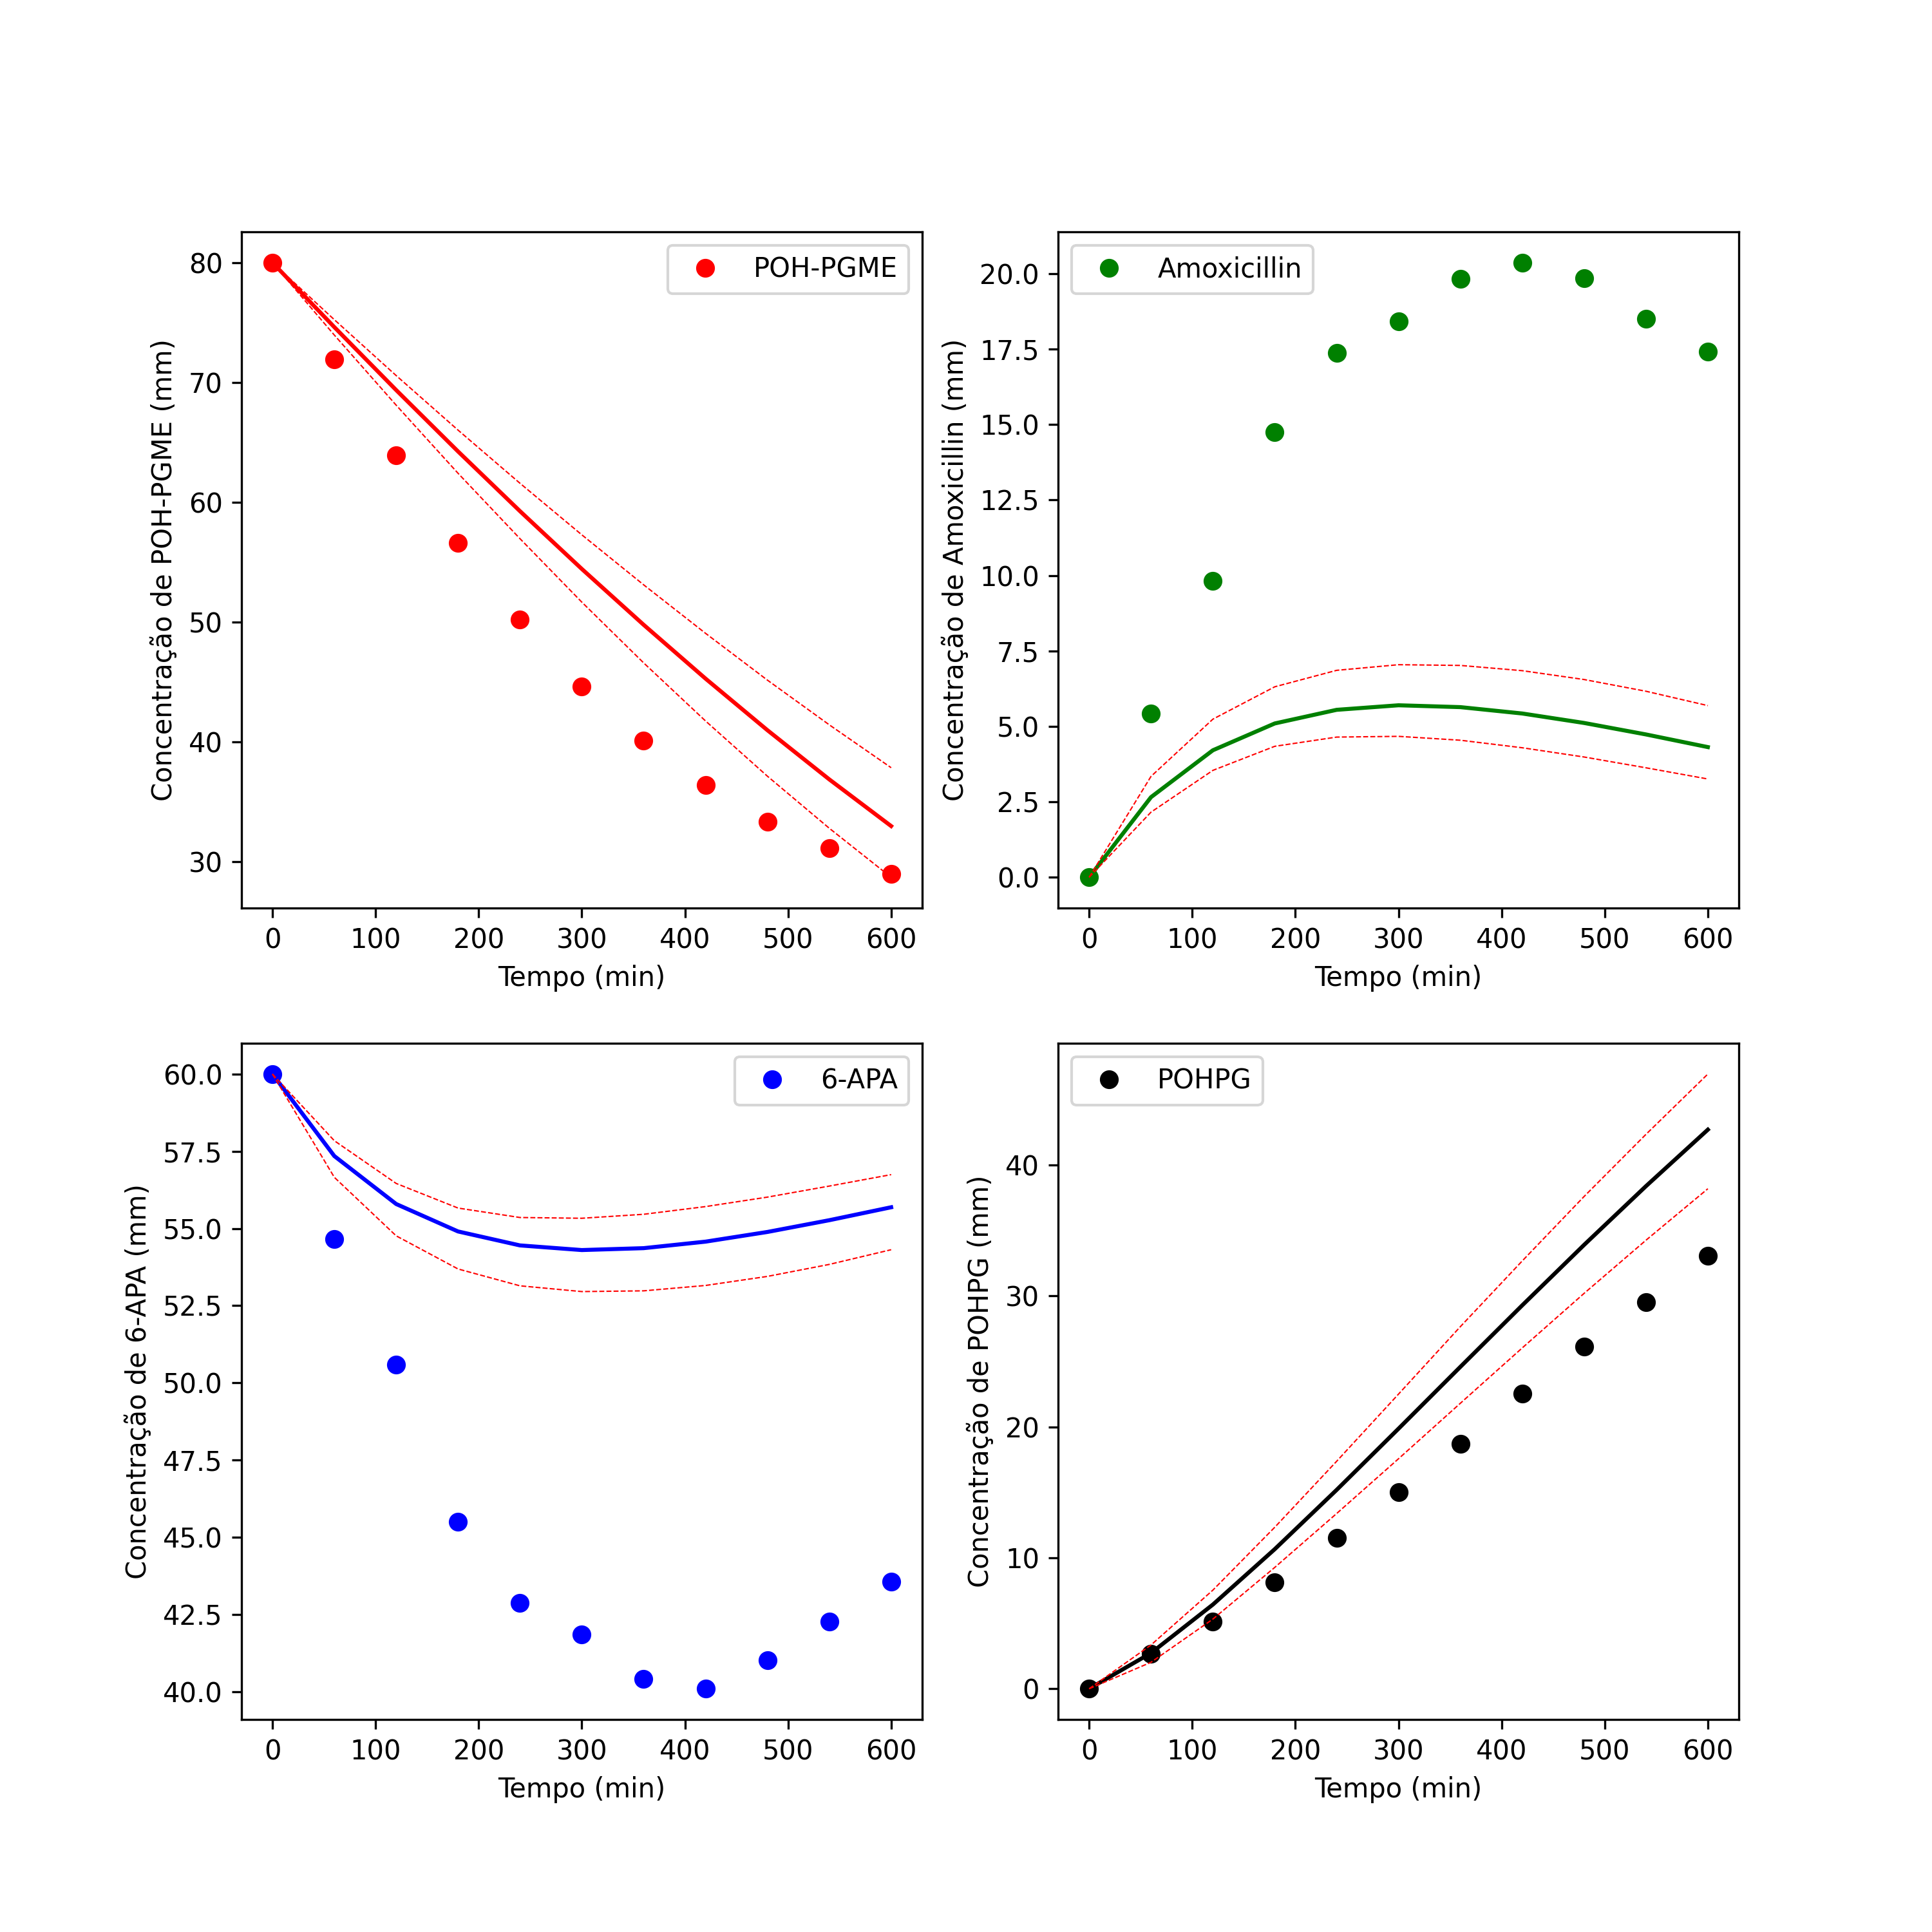 POH-PGME
80
70
60
50
40
30
Concentração de POH-PGME (mm)
0 100 200 300 400 500 600
Tempo (min)
Amoxicillin
20.0
17.5
15.0
12.5
10.0
7.5
5.0
2.5
0.0
Concentração de Amoxicillin (mm)
0 100 200 300 400 500 600
Tempo (min)
6-APA
60.0
57.5
55.0
52.5
50.0
47.5
45.0
42.5
40.0
Concentração de 6-APA (mm)
0 100 200 300 400 500 600
Tempo (min)
POHPG
40
30
20
10
0
Concentração de POHPG (mm)
0 100 200 300 400 500 600
Tempo (min)